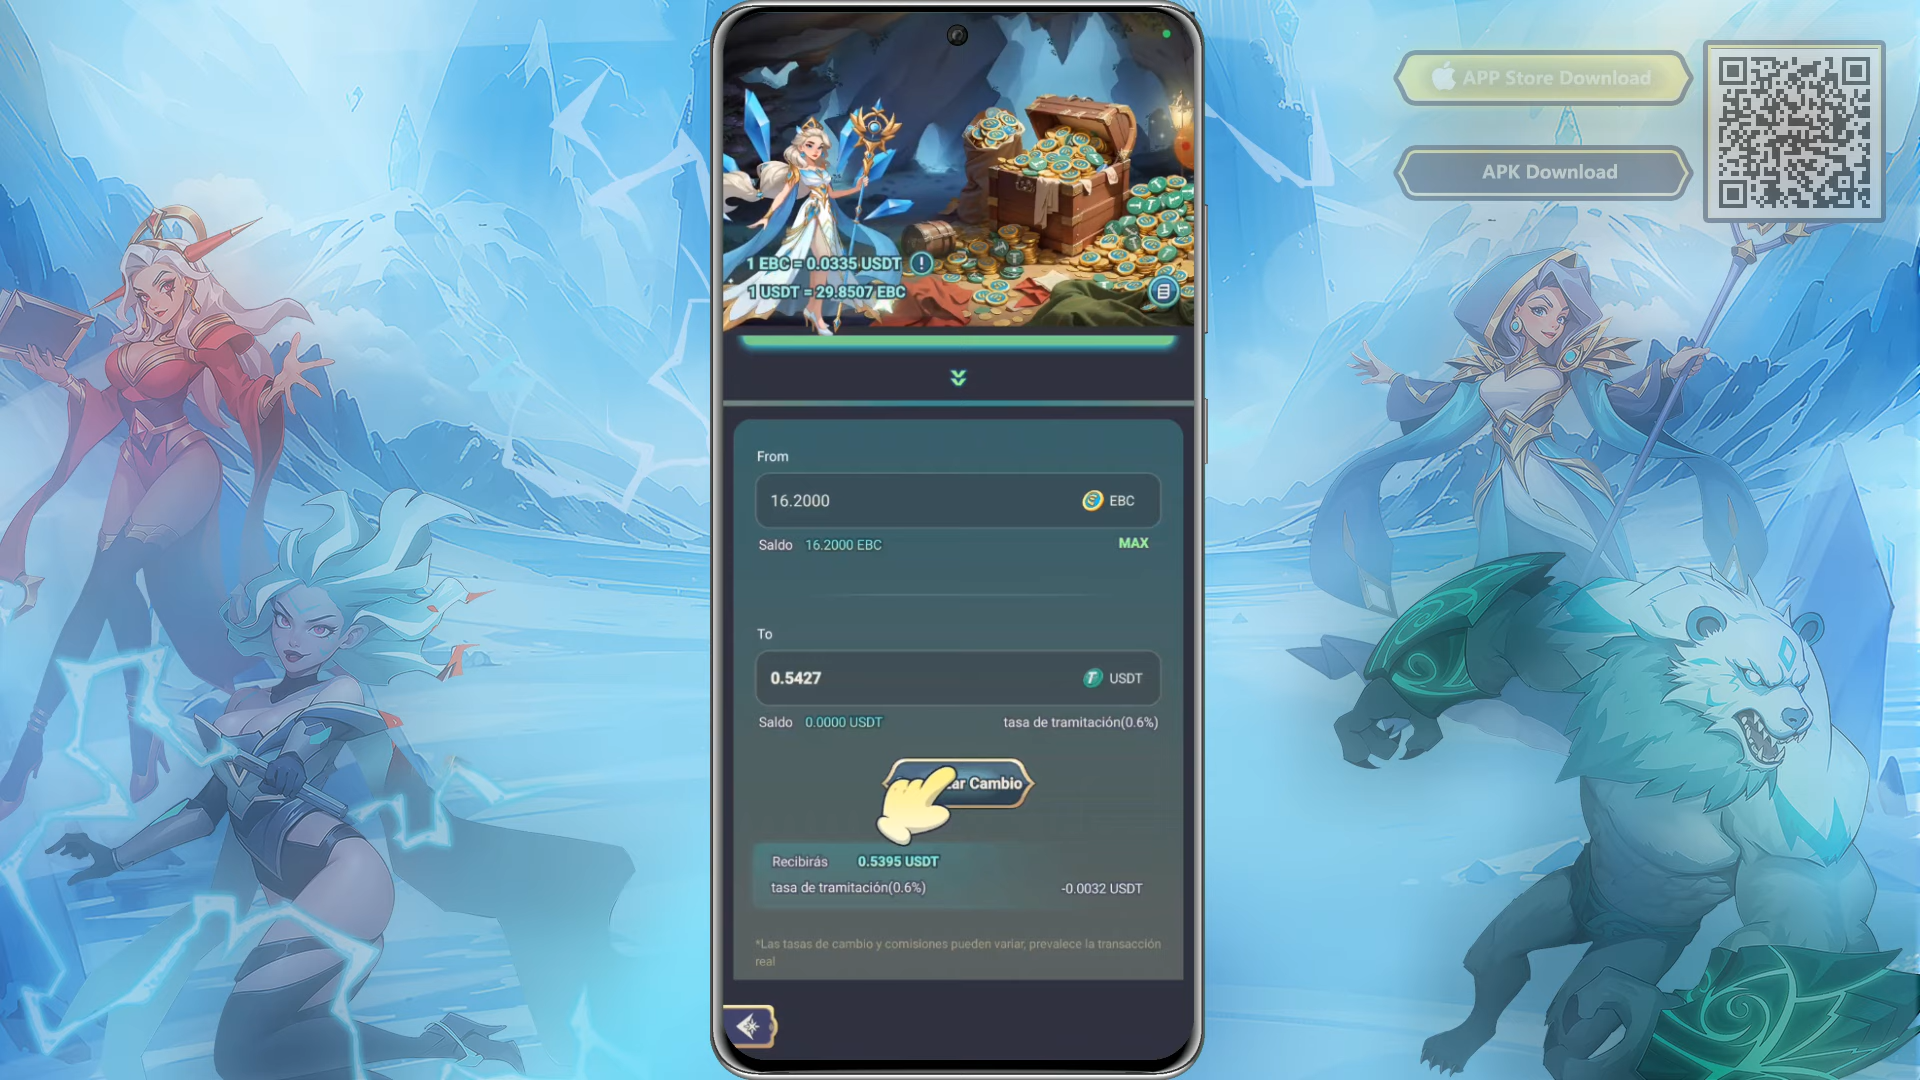 APP Store Download
APK Download
1 EBC = 0.0335 USDT
1 USDT = 29.8507 EBC
From
16.2000 EBC
Saldo 16.2000 EBC MAX
To
0.5427 USDT
Saldo 0.0000 USDT tasa de tramitación(0.6%)
Cambio
Recibirás 0.5395 USDT
tasa de tramitación(0.6%) -0.0032 USDT
*Las tasas de cambio y comisiones pueden variar, prevalece la transacción
real